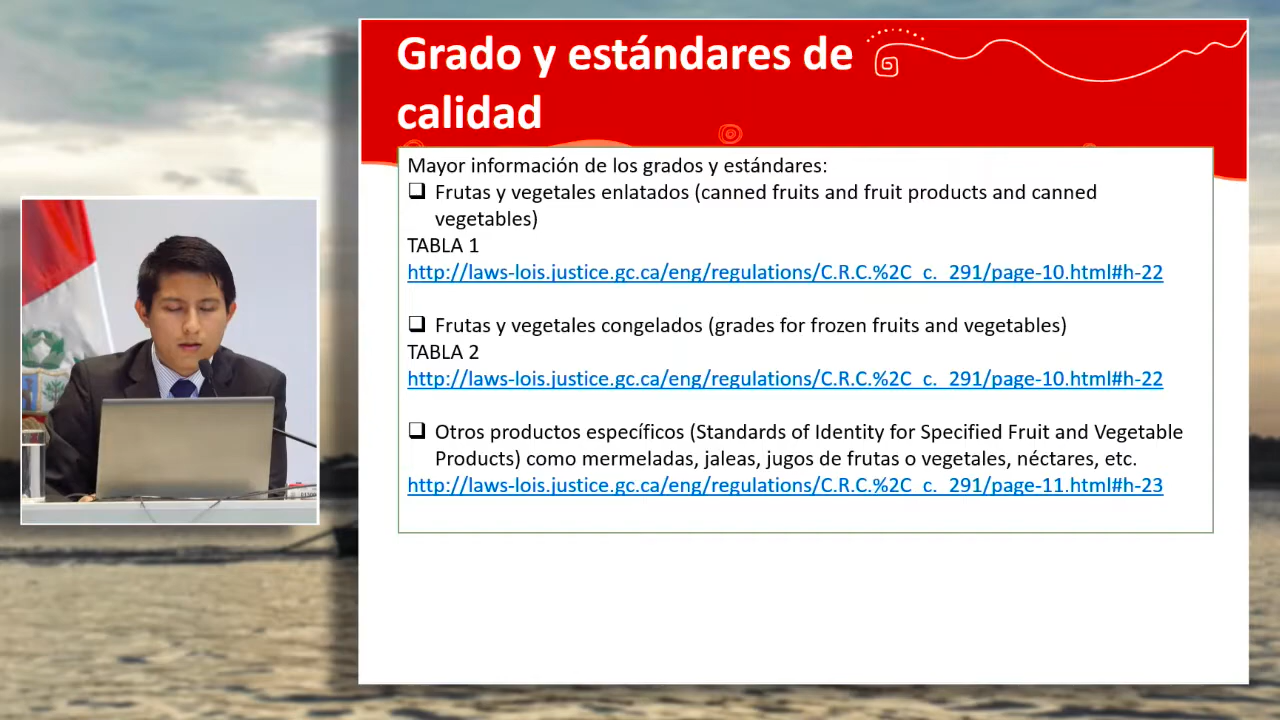 Grado y estándares de
calidad
Mayor información de los grados y estándares:
Frutas y vegetales enlatados (canned fruits and fruit products and canned
vegetables)
TABLA 1
http://laws-lois.justice.gc.ca/eng/regulations/C.R.C.%2C_c._291/page-10.html#h-22
Frutas y vegetales congelados (grades for frozen fruits and vegetables)
TABLA 2
http://laws-lois.justice.gc.ca/eng/regulations/C.R.C.%2C_c._291/page-10.html#h-22
Otros productos específicos (Standards of Identity for Specified Fruit and Vegetable
Products) como mermeladas, jaleas, jugos de frutas o vegetales, néctares, etc.
http://laws-lois.justice.gc.ca/eng/regulations/C.R.C.%2C_c._291/page-11.html#h-23